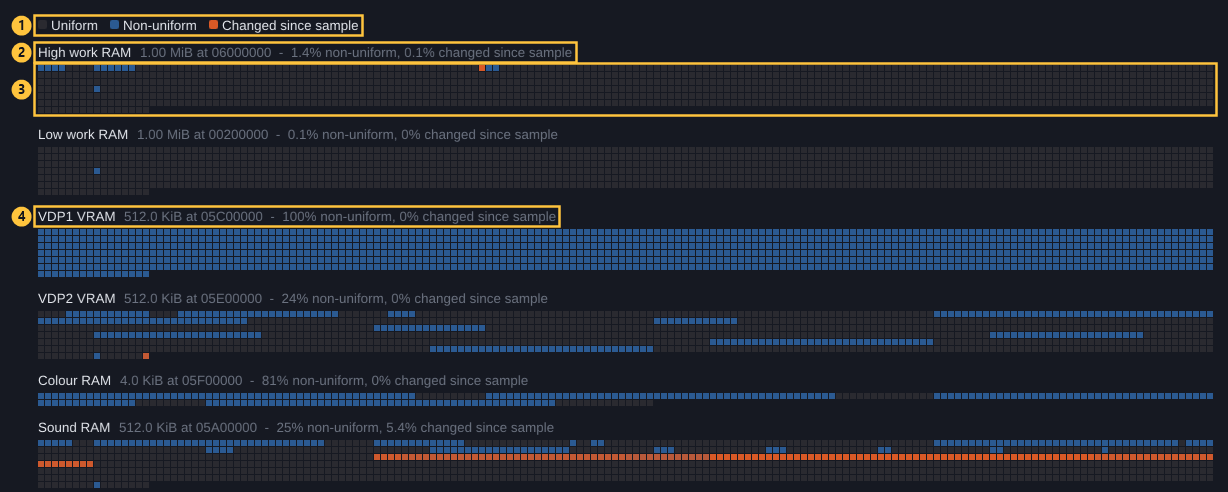 1 Uniform Non-uniform Changed since sample
2 High work RAM 1.00 MiB at 06000000 - 1.4% non-uniform, 0.1% changed since sample
3
Low work RAM 1.00 MiB at 00200000 - 0.1% non-uniform, 0% changed since sample
4 VDP1 VRAM 512.0 KiB at 05C00000 - 100% non-uniform, 0% changed since sample
VDP2 VRAM 512.0 KiB at 05E00000 - 24% non-uniform, 0% changed since sample
Colour RAM 4.0 KiB at 05F00000 - 81% non-uniform, 0% changed since sample
Sound RAM 512.0 KiB at 05A00000 - 25% non-uniform, 5.4% changed since sample